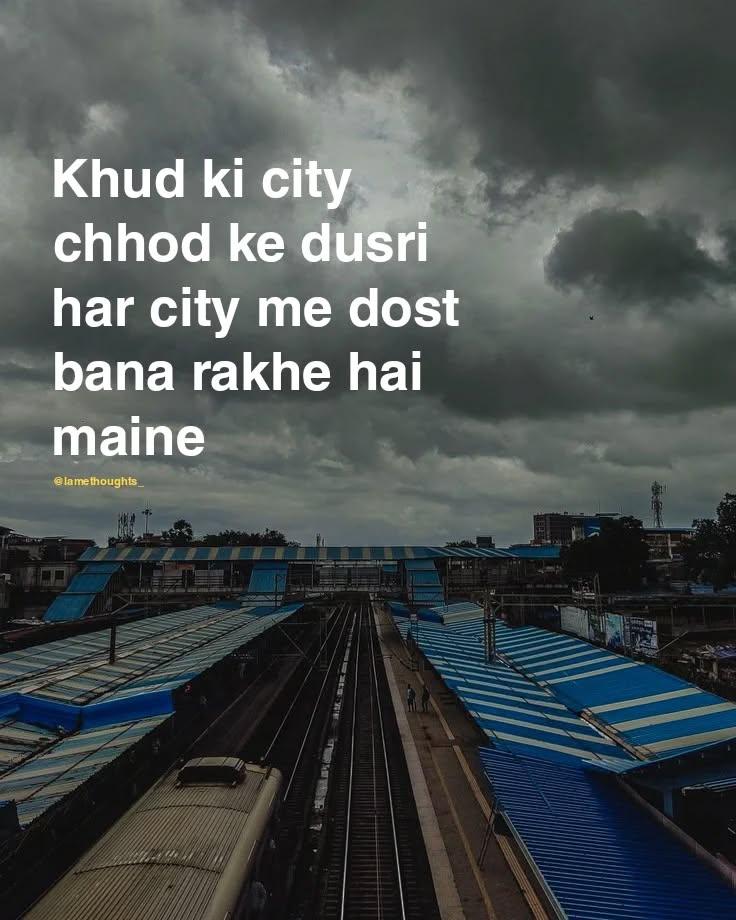 Khud ki city
chhod ke dusri
har city me dost
bana rakhe hai
maine
@lamethoughts_